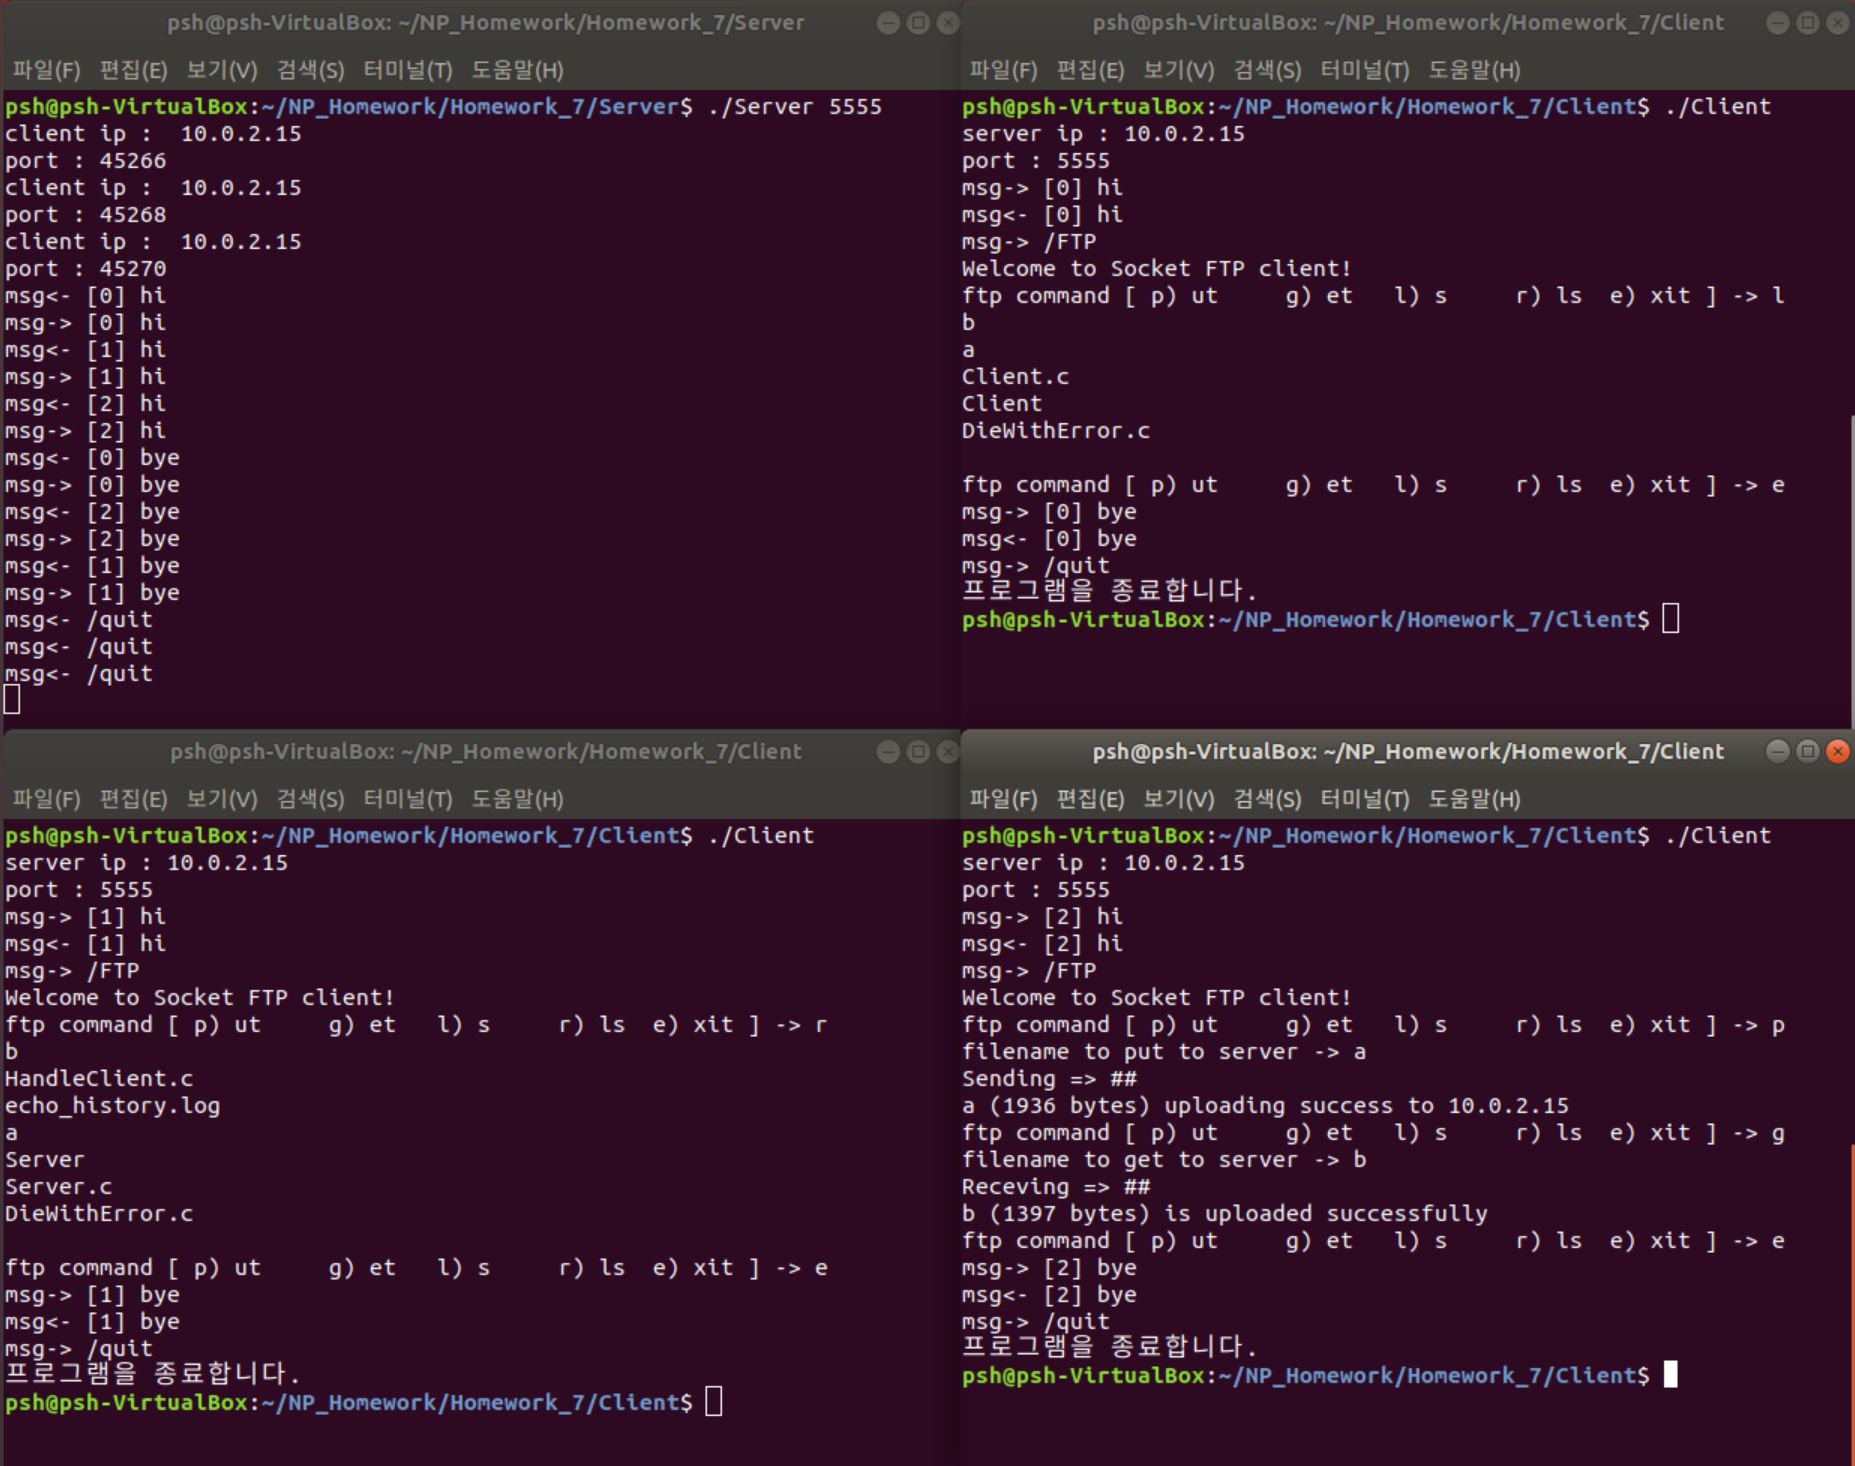 psh@psh-VirtualBox: ~/NP_Homework/Homework_7/Server
파일(F) 편집(E) 보기(V) 검색(S) 터미널(T) 도움말(H)
psh@psh-VirtualBox:~/NP_Homework/Homework_7/Server$ ./Server 5555
client ip :  10.0.2.15
port : 45266
client ip :  10.0.2.15
port : 45268
client ip :  10.0.2.15
port : 45270
msg<- [0] hi
msg-> [0] hi
msg<- [1] hi
msg-> [1] hi
msg<- [2] hi
msg-> [2] hi
msg<- [0] bye
msg-> [0] bye
msg<- [2] bye
msg-> [2] bye
msg<- [1] bye
msg-> [1] bye
msg<- /quit
msg<- /quit
msg<- /quit
psh@psh-VirtualBox: ~/NP_Homework/Homework_7/Client
파일(F) 편집(E) 보기(V) 검색(S) 터미널(T) 도움말(H)
psh@psh-VirtualBox:~/NP_Homework/Homework_7/Client$ ./Client
server ip : 10.0.2.15
port : 5555
msg-> [0] hi
msg<- [0] hi
msg-> /FTP
Welcome to Socket FTP client!
ftp command [ p) ut     g) et   l) s     r) ls  e) xit ] -> l
b
a
Client.c
Client
DieWithError.c
ftp command [ p) ut     g) et   l) s     r) ls  e) xit ] -> e
msg-> [0] bye
msg<- [0] bye
msg-> /quit
프로그램을 종료합니다.
psh@psh-VirtualBox:~/NP_Homework/Homework_7/Client$
psh@psh-VirtualBox: ~/NP_Homework/Homework_7/Client
파일(F) 편집(E) 보기(V) 검색(S) 터미널(T) 도움말(H)
psh@psh-VirtualBox:~/NP_Homework/Homework_7/Client$ ./Client
server ip : 10.0.2.15
port : 5555
msg-> [1] hi
msg<- [1] hi
msg-> /FTP
Welcome to Socket FTP client!
ftp command [ p) ut     g) et   l) s     r) ls  e) xit ] -> r
b
HandleClient.c
echo_history.log
a
Server
Server.c
DieWithError.c
ftp command [ p) ut     g) et   l) s     r) ls  e) xit ] -> e
msg-> [1] bye
msg<- [1] bye
msg-> /quit
프로그램을 종료합니다.
psh@psh-VirtualBox:~/NP_Homework/Homework_7/Client$
psh@psh-VirtualBox: ~/NP_Homework/Homework_7/Client
파일(F) 편집(E) 보기(V) 검색(S) 터미널(T) 도움말(H)
psh@psh-VirtualBox:~/NP_Homework/Homework_7/Client$ ./Client
server ip : 10.0.2.15
port : 5555
msg-> [2] hi
msg<- [2] hi
msg-> /FTP
Welcome to Socket FTP client!
ftp command [ p) ut     g) et   l) s     r) ls  e) xit ] -> p
filename to put to server -> a
Sending => ##
a (1936 bytes) uploading success to 10.0.2.15
ftp command [ p) ut     g) et   l) s     r) ls  e) xit ] -> g
filename to get to server -> b
Receving => ##
b (1397 bytes) is uploaded successfully
ftp command [ p) ut     g) et   l) s     r) ls  e) xit ] -> e
msg-> [2] bye
msg<- [2] bye
msg-> /quit
프로그램을 종료합니다.
psh@psh-VirtualBox:~/NP_Homework/Homework_7/Client$